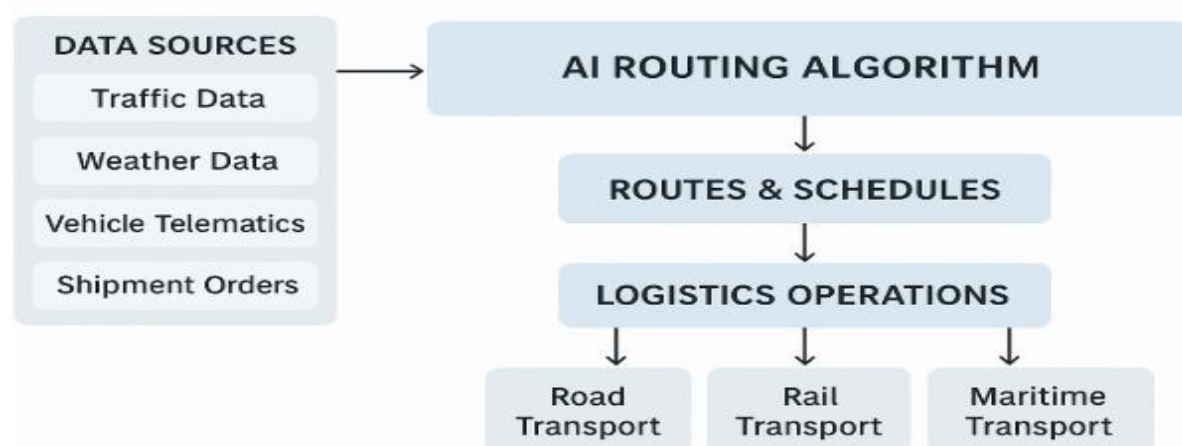 DATA SOURCES
Traffic Data
Weather Data
Vehicle Telematics
Shipment Orders
AI ROUTING ALGORITHM
ROUTES & SCHEDULES
LOGISTICS OPERATIONS
Road
Transport
Rail
Transport
Maritime
Transport